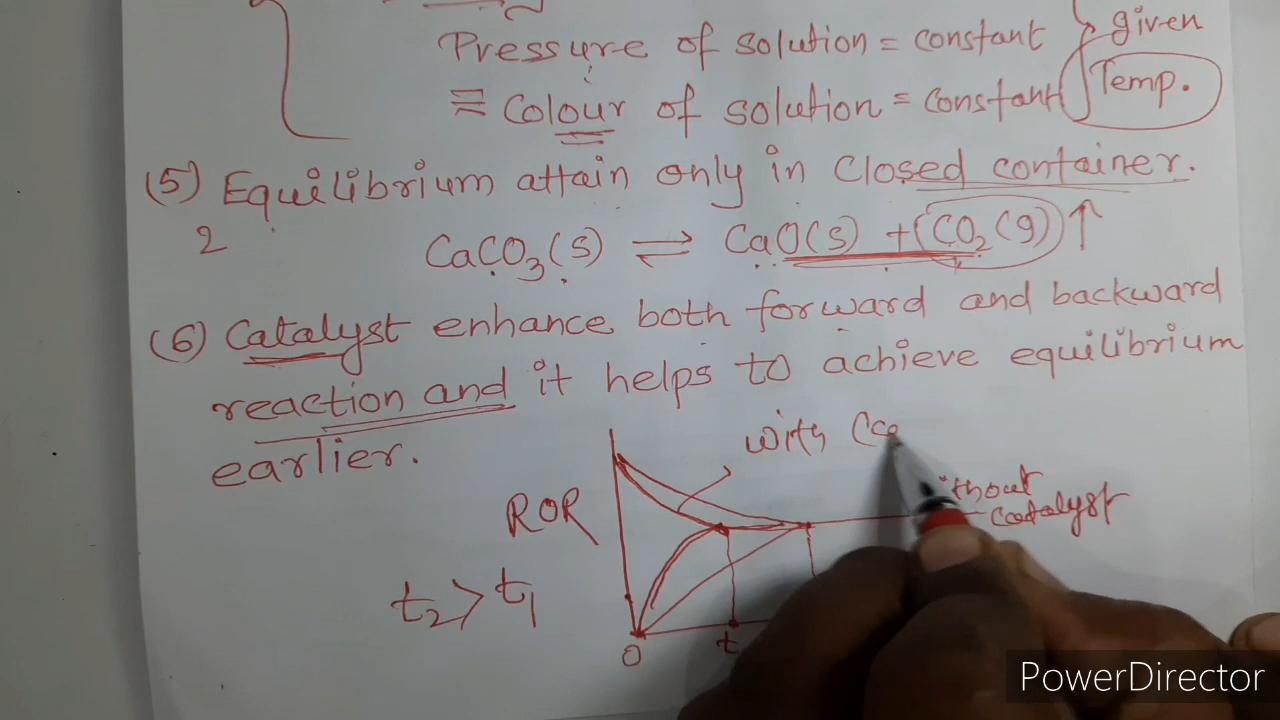 Pressure of solution = constant
given
≡ Colour of solution = constant
Temp.
(5) Equilibrium attain only in Closed container.
2
CaCO3(s) ⇌ CaO(s) + CO2(g) ↑
(6) Catalyst enhance both forward and backward
reaction and it helps to achieve equilibrium
earlier.
with
ROR
Catalyst
t2 > t1
0
t
PowerDirector